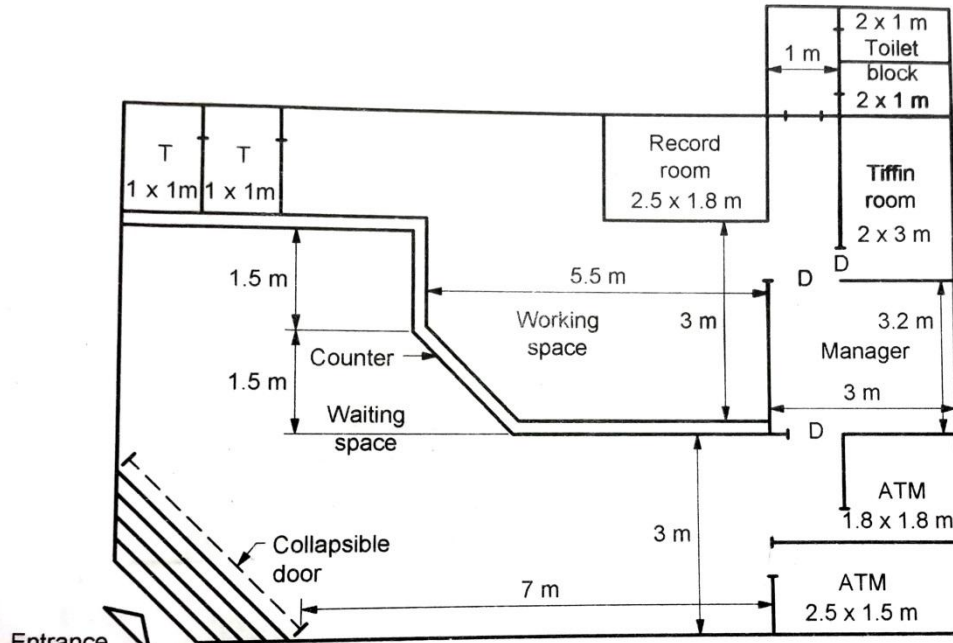 2 x 1 m
Toilet
block
2 x 1 m
1 m
T
1 x 1m
T
1 x 1m
Record
room
2.5 x 1.8 m
Tiffin
room
2 x 3 m
D
D
1.5 m
5.5 m
Working
space
3 m
3.2 m
Manager
3 m
Counter
1.5 m
Waiting
space
D
ATM
1.8 x 1.8 m
3 m
Collapsible
door
7 m
ATM
2.5 x 1.5 m
Entrance